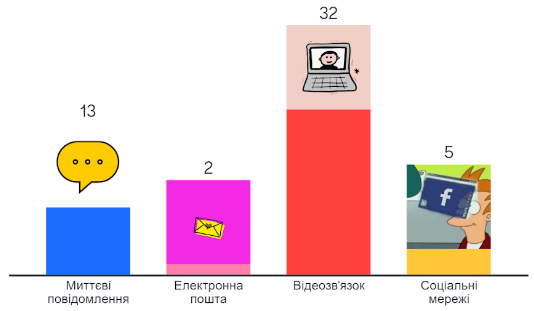 32
13
2
5
Миттєві повідомлення
Електронна пошта
Відеозв'язок
Соціальні мережі
f